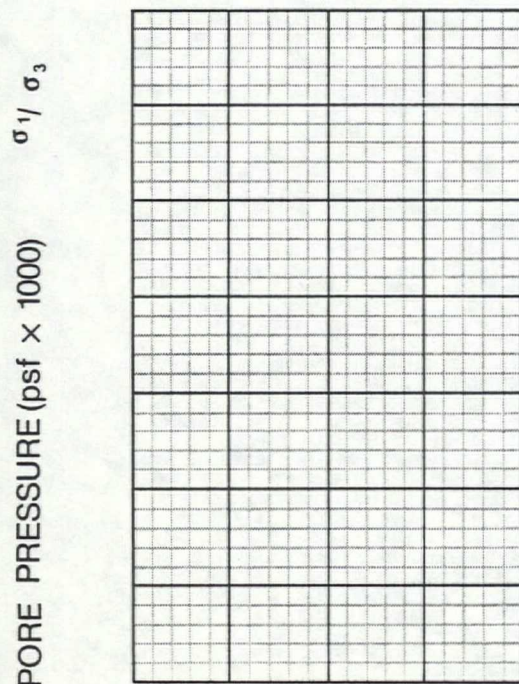 PORE PRESSURE (psf × 1000) σ1/ σ3